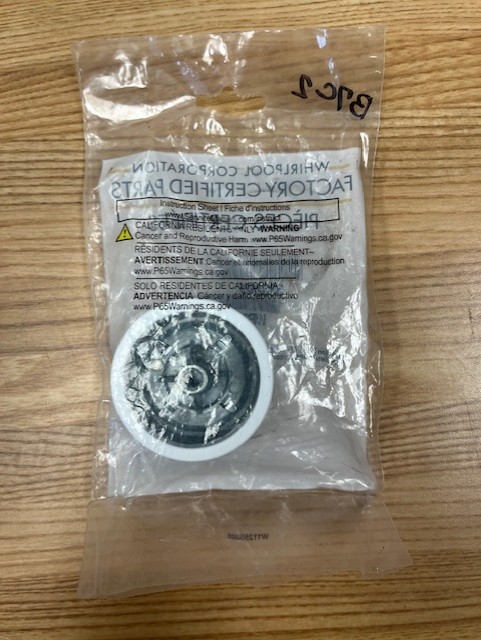 B7C2
WHIRLPOOL CORPORATION
FACTORY-CERTIFIED PARTS
PIÈCES
Instruction Sheet | Fiche d'instructions
CALIFORNIA RESIDENTS ONLY-WARNING
Cancer and Reproductive Harm www.P65Warnings.ca.gov
RÉSIDENTS DE LA CALIFORNIE SEULEMENT–
AVERTISSEMENT Cancer et anomalies de la reproduction
www.P65Warnings.ca.gov
SOLO RESIDENTES DE CALIFORNIA–
ADVERTENCIA Cáncer y daño reproductivo
www.P65Warnings.ca.gov